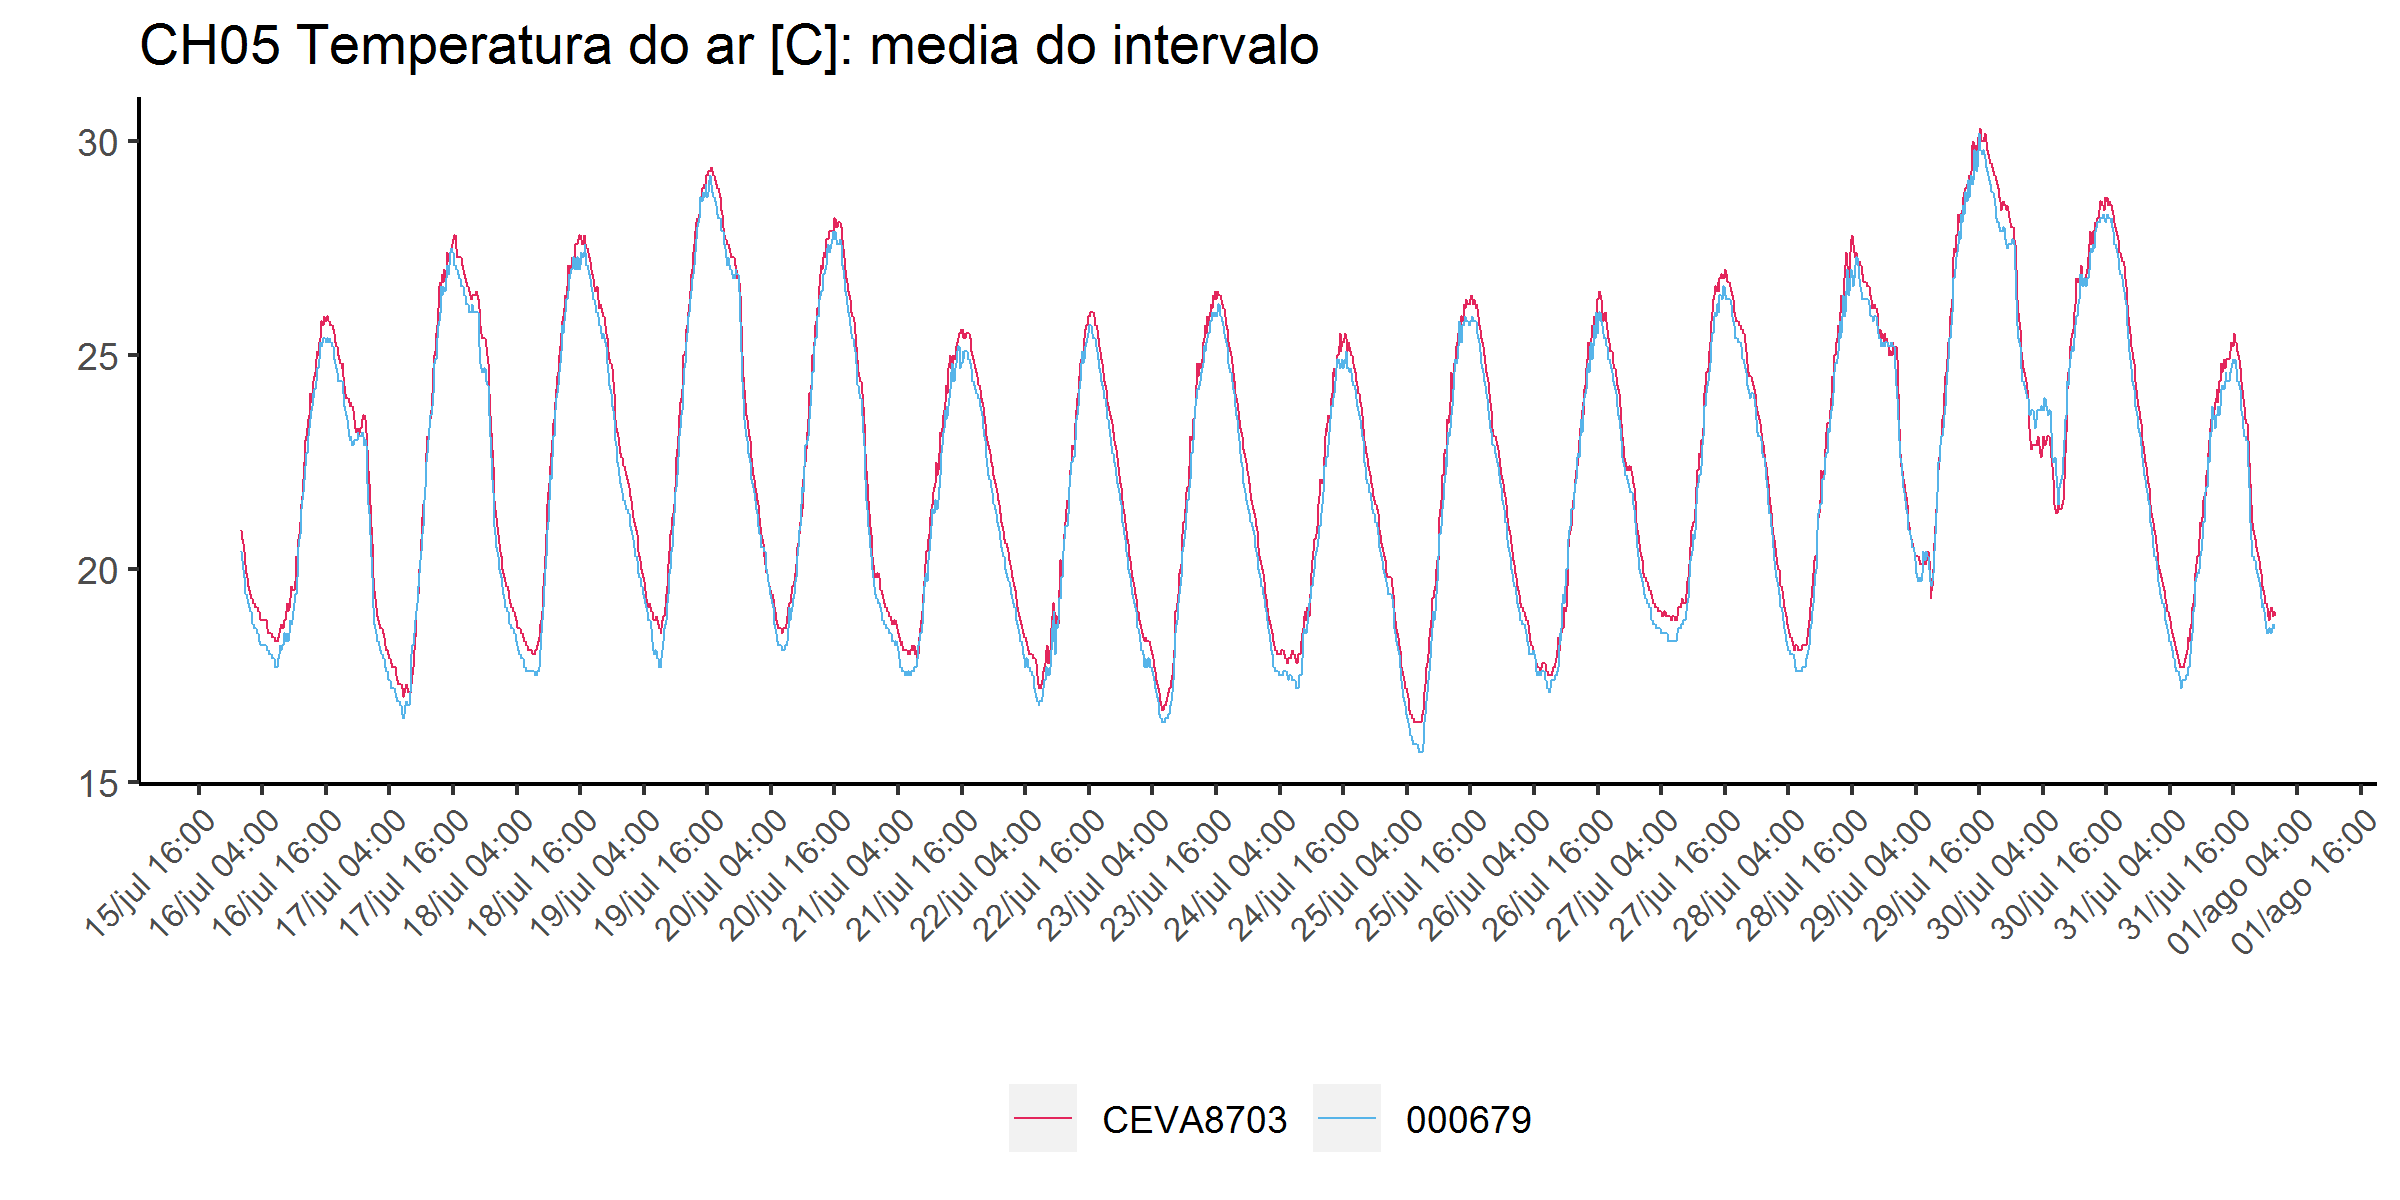 CH05 Temperatura do ar [C]: media do intervalo
30
25
20
15
15/jul 16:00
16/jul 04:00
16/jul 16:00
17/jul 04:00
17/jul 16:00
18/jul 04:00
18/jul 16:00
19/jul 04:00
19/jul 16:00
20/jul 04:00
20/jul 16:00
21/jul 04:00
21/jul 16:00
22/jul 04:00
22/jul 16:00
23/jul 04:00
23/jul 16:00
24/jul 04:00
24/jul 16:00
25/jul 04:00
25/jul 16:00
26/jul 04:00
26/jul 16:00
27/jul 04:00
27/jul 16:00
28/jul 04:00
28/jul 16:00
29/jul 04:00
29/jul 16:00
30/jul 04:00
30/jul 16:00
31/jul 04:00
31/jul 16:00
01/ago 04:00
01/ago 16:00
CEVA8703 000679